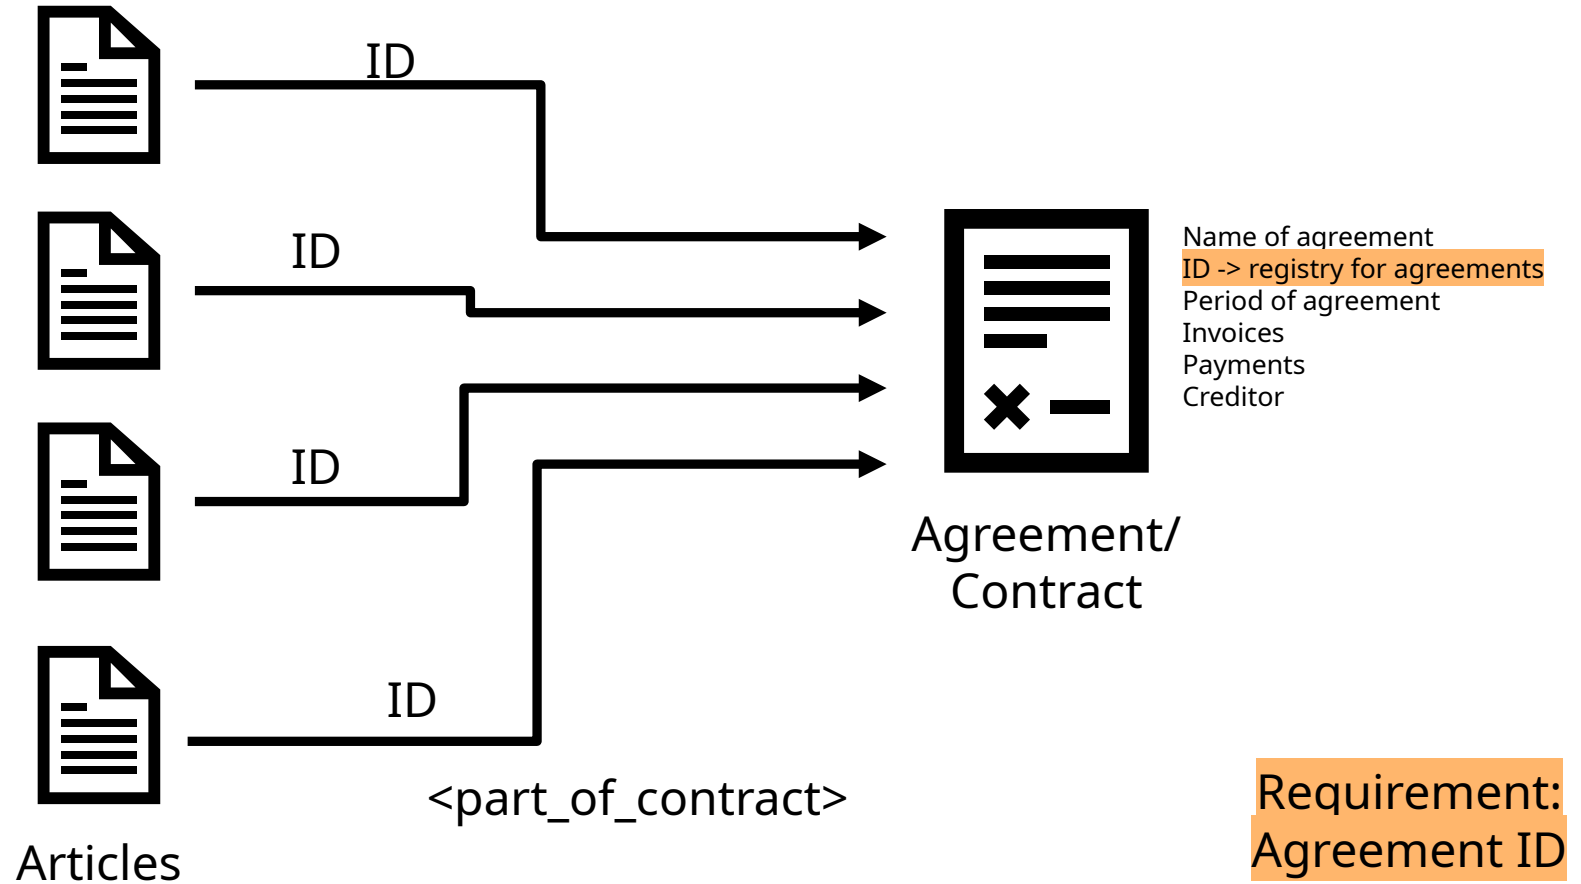 ID
ID
ID
ID
<part_of_contract>
Articles
Agreement/
Contract
Name of agreement
ID -> registry for agreements
Period of agreement
Invoices
Payments
Creditor
Requirement:
Agreement ID